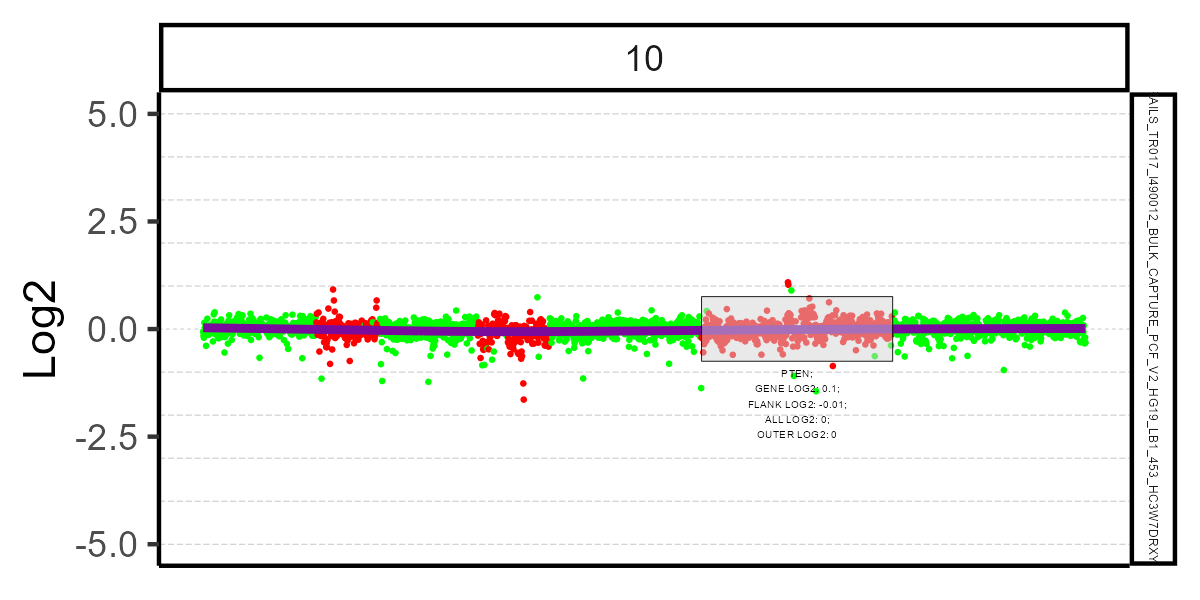 10
5.0
2.5
0.0
-2.5
-5.0
Log2
PTEN;
GENE LOG2: 0.1;
FLANK LOG2: -0.01;
ALL LOG2: 0;
OUTER LOG2: 0
AILS_TR017_I490012_BULK_CAPTURE_PCF_V2_HG19_LB1_453_HC3W7DRXY